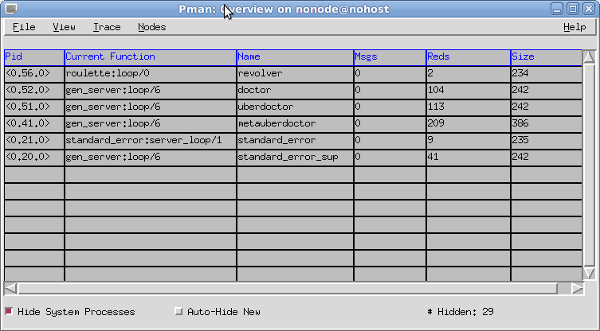 Pman: Overview on nonode@nohost
File View Trace Nodes Help
Pid Current Function Name Msgs Reds Size
<0.56.0> roulette:loop/0 revolver 0 2 234
<0.52.0> gen_server:loop/6 doctor 0 104 242
<0.51.0> gen_server:loop/6 uberdoctor 0 113 242
<0.41.0> gen_server:loop/6 metauberdoctor 0 209 386
<0.21.0> standard_error:server_loop/1 standard_error 0 9 235
<0.20.0> gen_server:loop/6 standard_error_sup 0 41 242
Hide System Processes Auto-Hide New # Hidden: 29